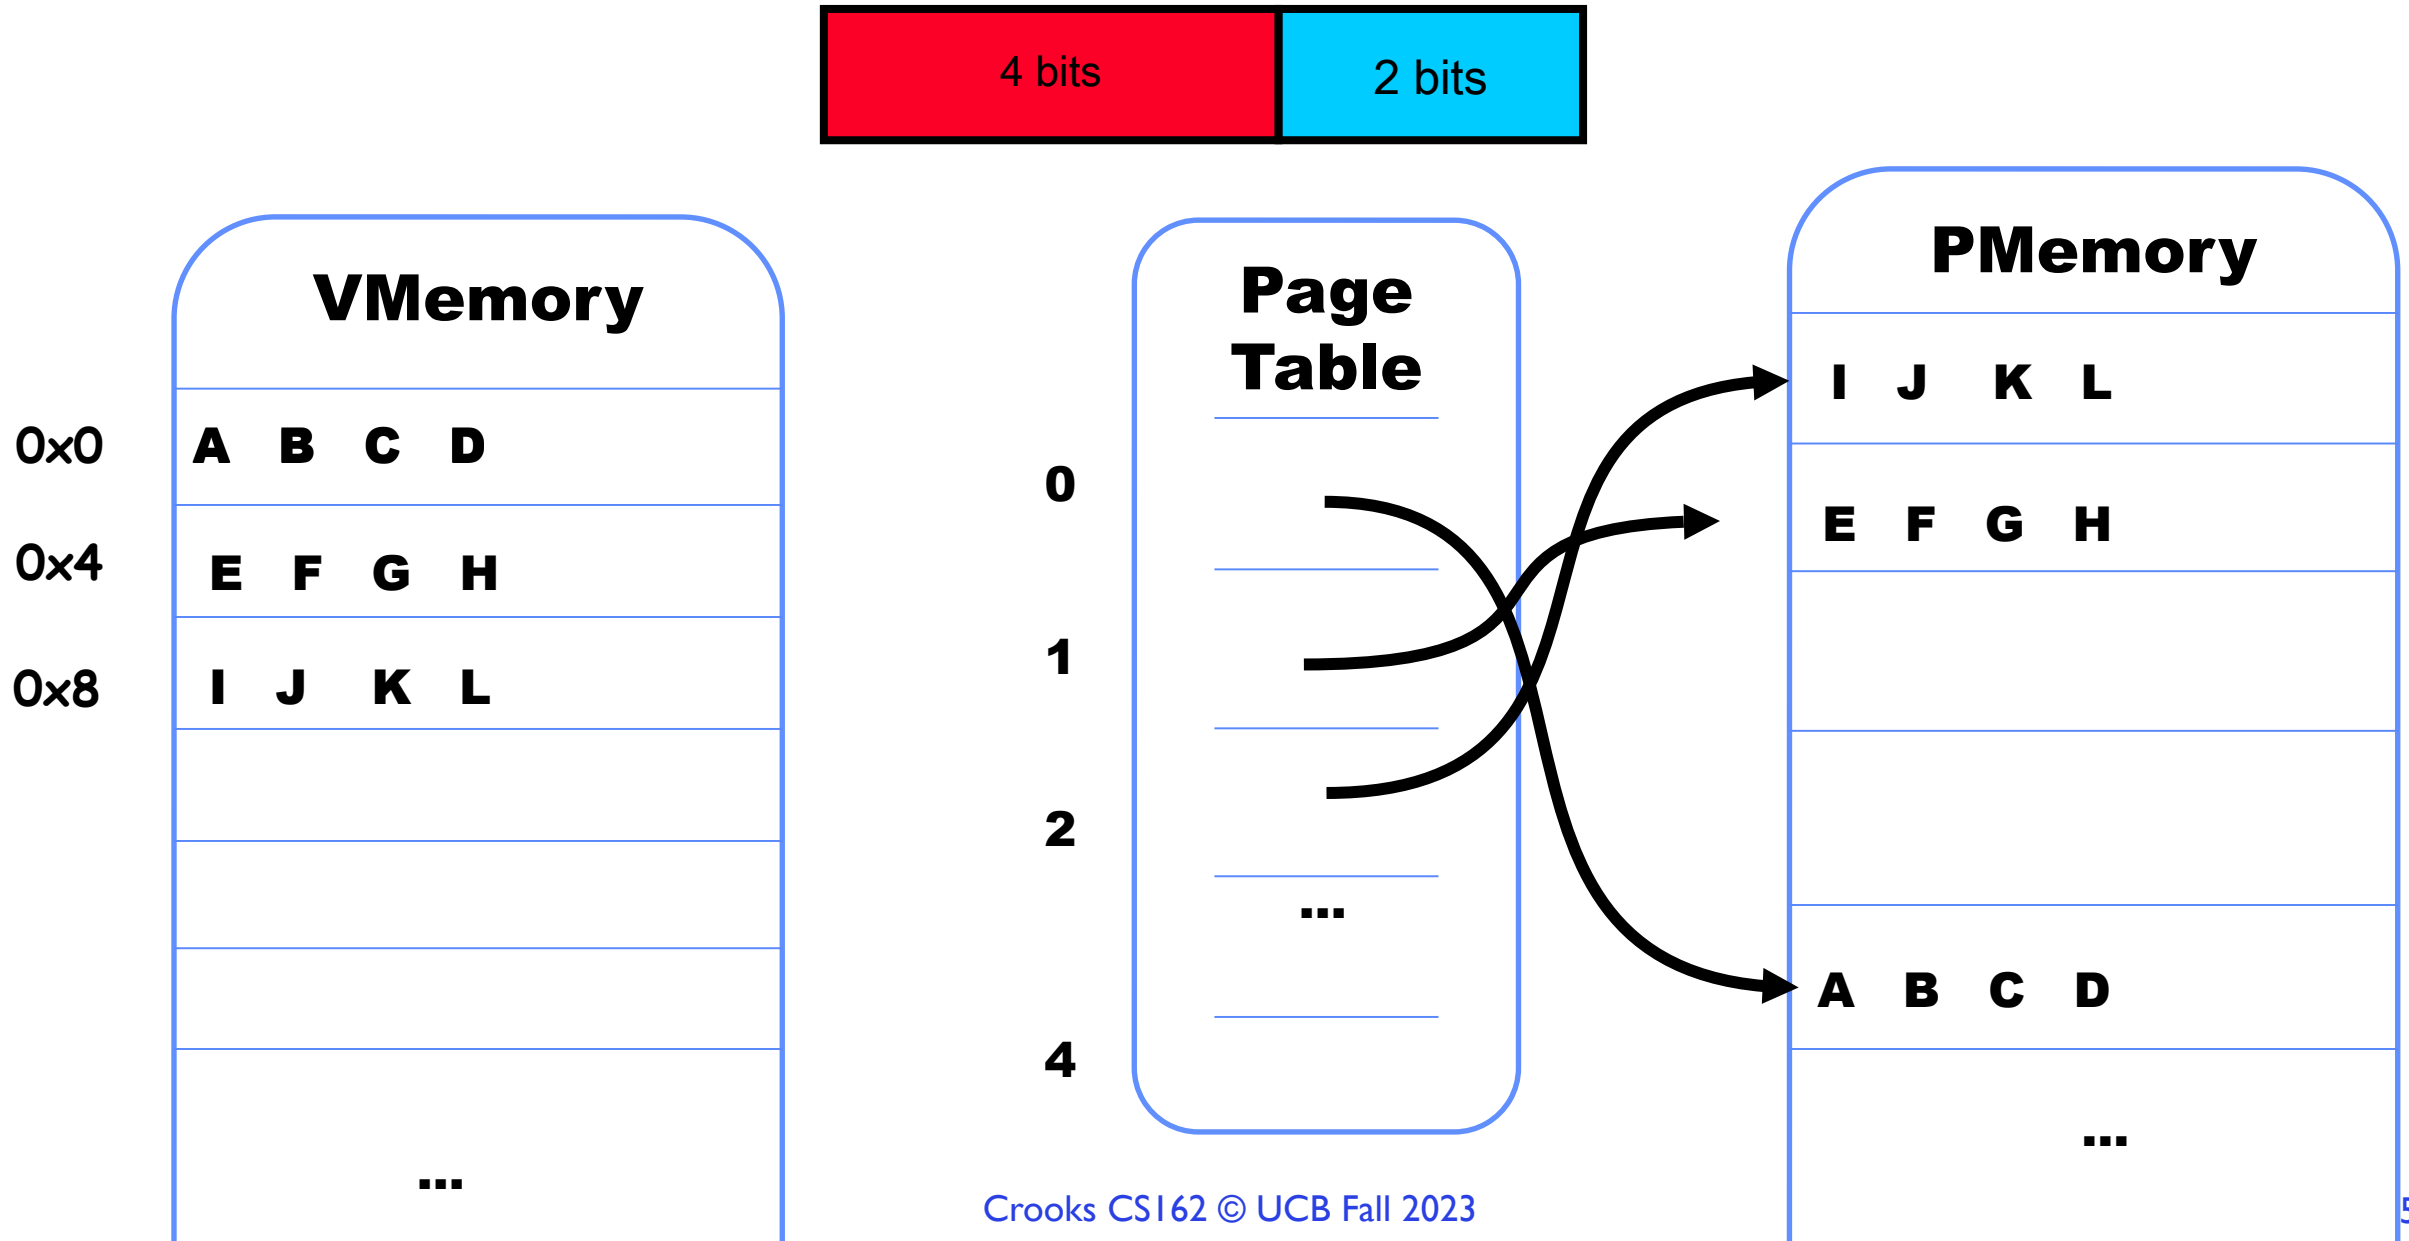 4 bits
2 bits
VMemory
0x0
A B C D
0x4
E F G H
0x8
I J K L
...
Page
Table
0
1
2
...
4
PMemory
I J K L
E F G H
A B C D
...
Crooks CS162 © UCB Fall 2023